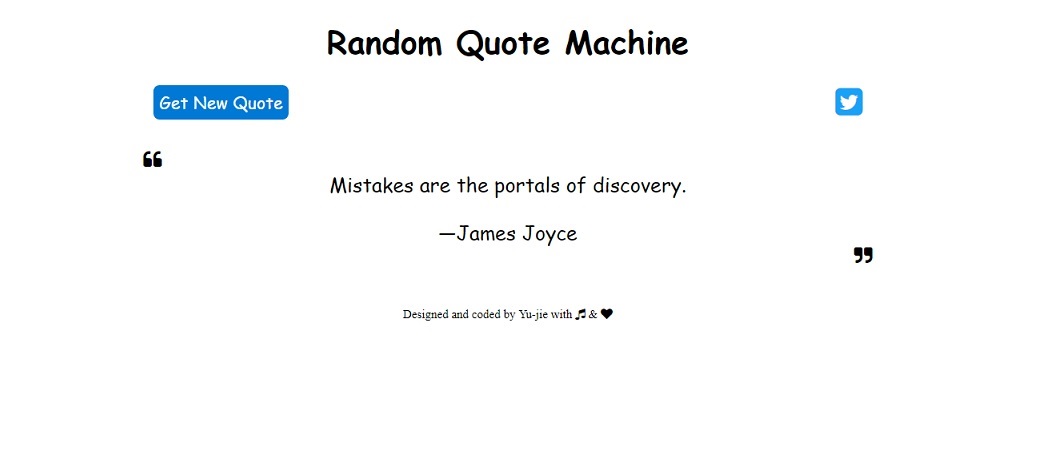 Random Quote Machine
Get New Quote
“
Mistakes are the portals of discovery.
—James Joyce
”
Designed and coded by Yu-jie with ♫ & ♥